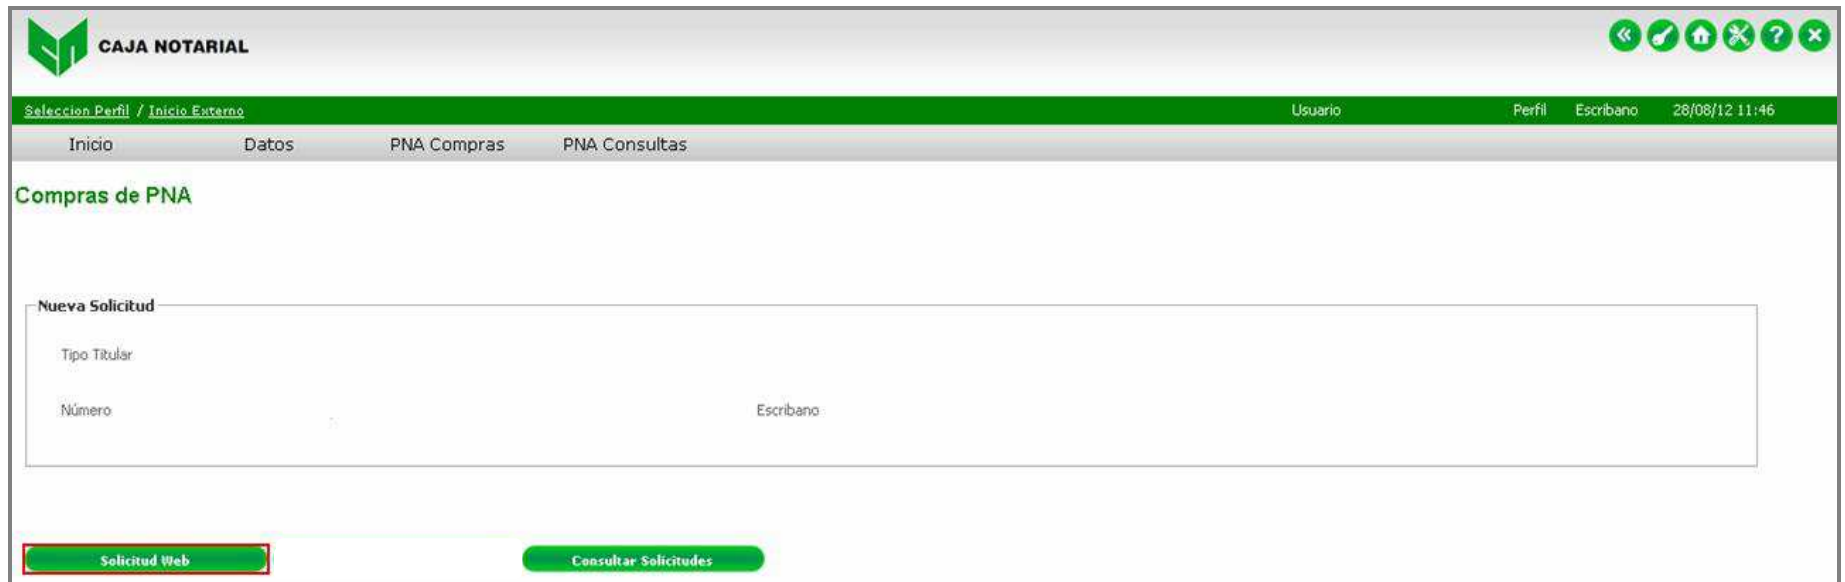 CAJA NOTARIAL
Seleccion Perfil / Inicio Externo Usuario Perfil Escribano 28/08/12 11:46
Inicio Datos PNA Compras PNA Consultas
Compras de PNA
Nueva Solicitud
Tipo Titular
Número Escribano
Solicitud Web Consultar Solicitudes